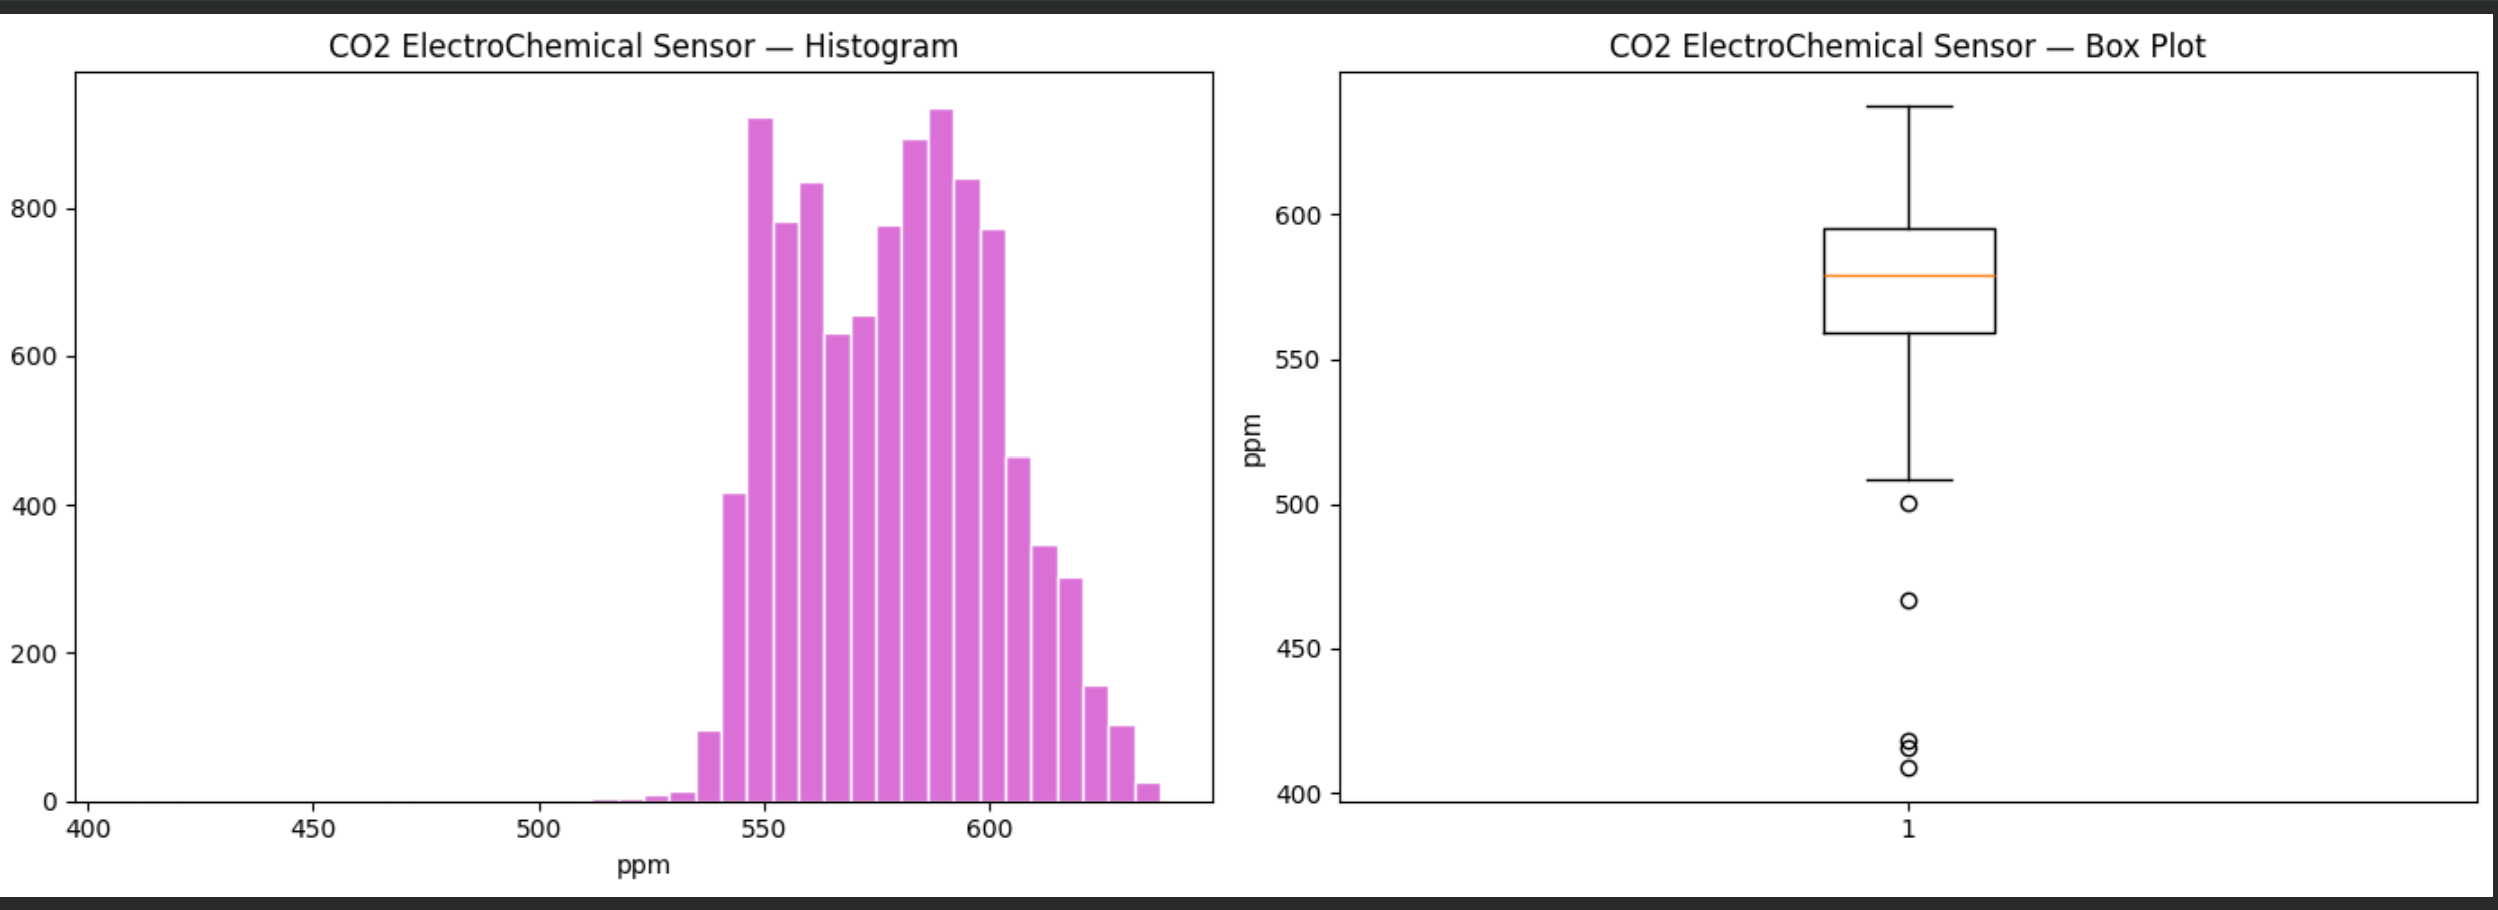 CO2 ElectroChemical Sensor — Histogram
800
600
400
200
0
400 450 500 550 600
ppm
CO2 ElectroChemical Sensor — Box Plot
ppm
600
550
500
450
400
1